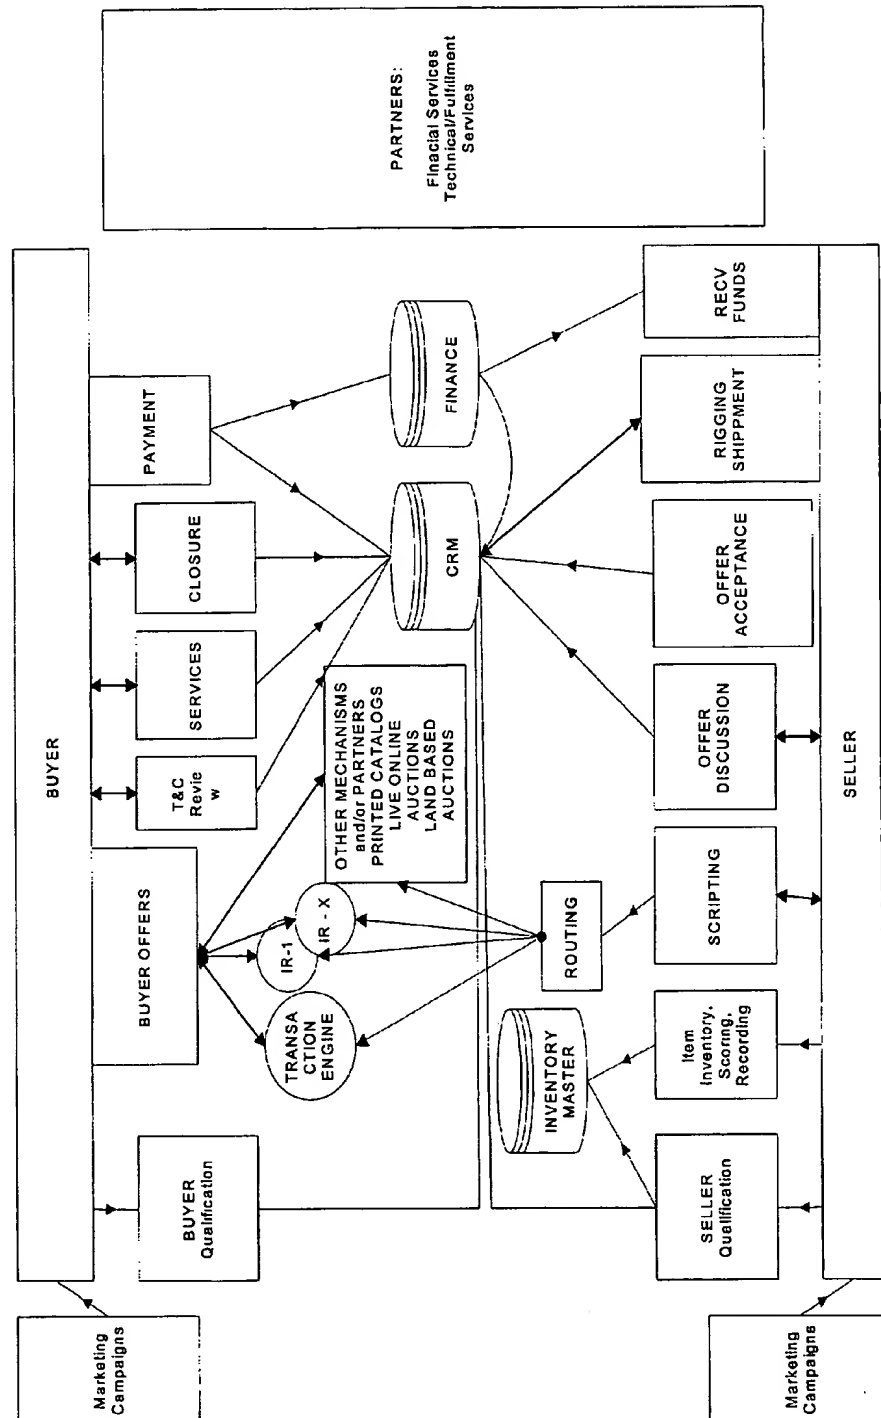 Marketing
Campaigns
BUYER
BUYER
Qualification
BUYER OFFERS
T&C
Revie
w
SERVICES
CLOSURE
PAYMENT
TRANSA
CTION
ENGINE
IR-1
IR - X
OTHER MECHANISMS
and/or PARTNERS
PRINTED CATALOGS
LIVE ONLINE
AUCTIONS
LAND BASED
AUCTIONS
CRM
FINANCE
PARTNERS:
Finacial Services
Technical/Fulfillment
Services
INVENTORY
MASTER
ROUTING
SELLER
Qualification
Item
Inventory,
Scoring,
Recording
SCRIPTING
OFFER
DISCUSSION
OFFER
ACCEPTANCE
RIGGING
SHIPPMENT
RECV
FUNDS
SELLER
Marketing
Campaigns